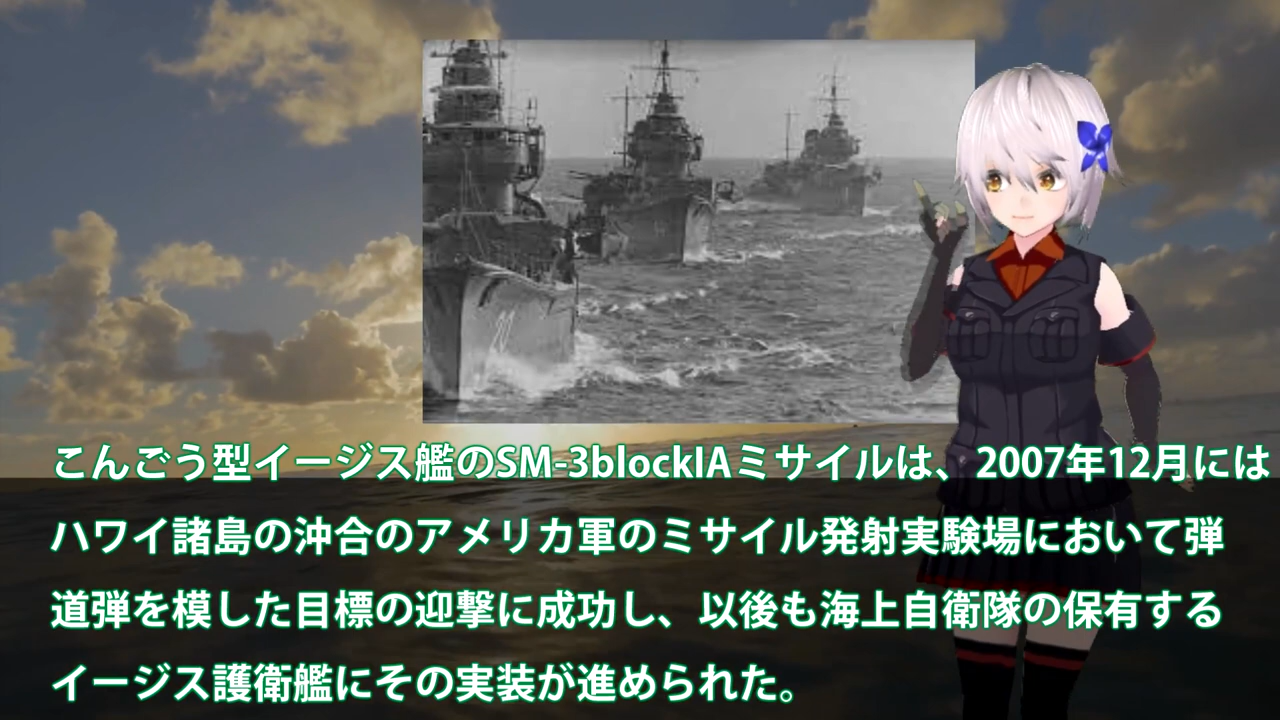 こんごう型イージス艦のSM-3blockIAミサイルは、2007年12月には
ハワイ諸島の沖合のアメリカ軍のミサイル発射実験場において弾
道弾を模した目標の迎撃に成功し、以後も海上自衛隊の保有する
イージス護衛艦にその実装が進められた。